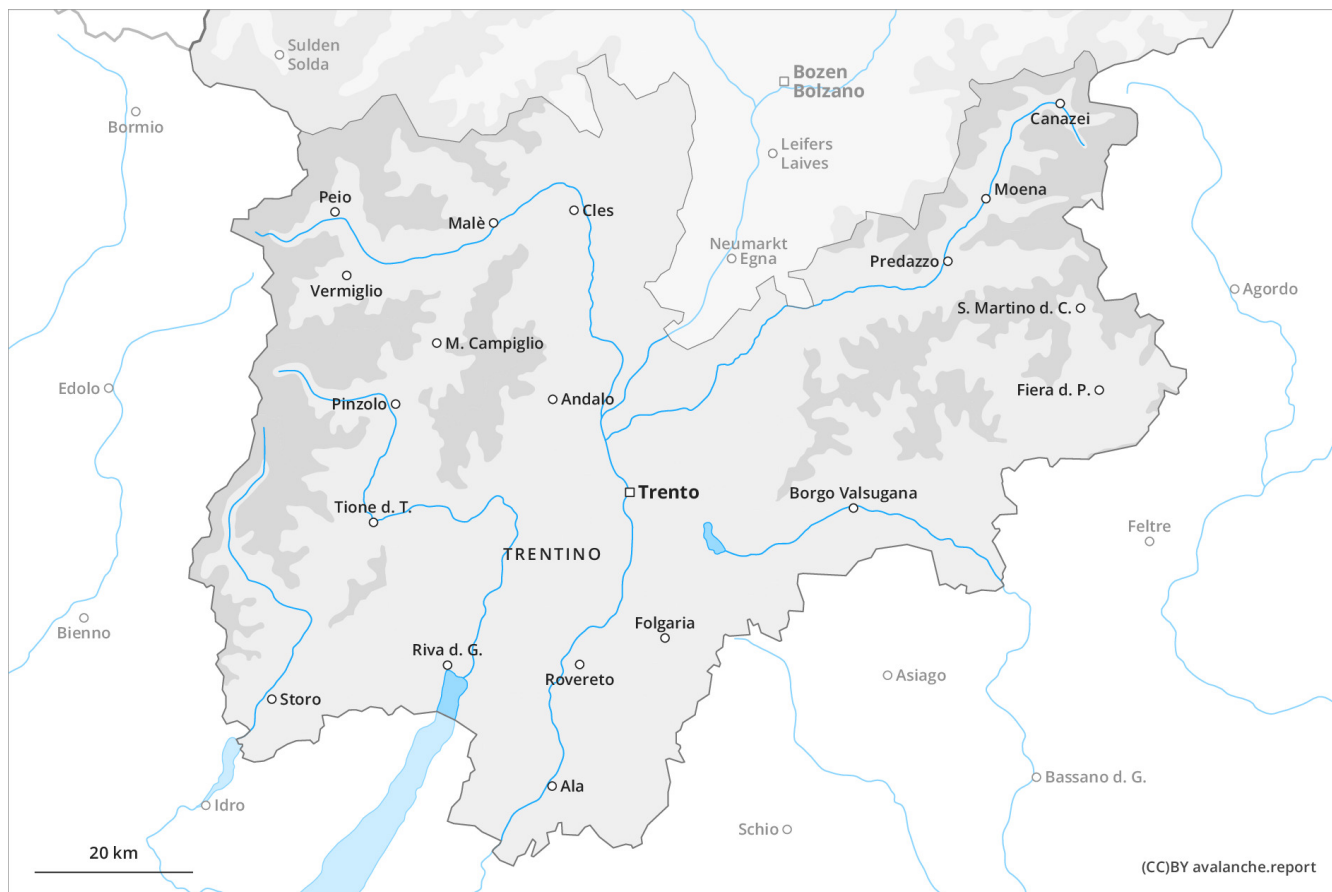 Sulden
Solda
Bozen
Bolzano
Canazei
Bormio
Leifers
Laives
Moena
Peio
Malè
Cles
Neumarkt
Egna
Predazzo
Vermiglio
Agordo
S. Martino d. C.
M. Campiglio
Edolo
Pinzolo
Andalo
Fiera d. P.
Trento
Borgo Valsugana
Tione d. T.
Feltre
TRENTINO
Bienno
Folgaria
Riva d. G.
Rovereto
Asiago
Storo
Bassano d. G.
Ala
Idro
Schio
20 km
(CC)BY avalanche.report